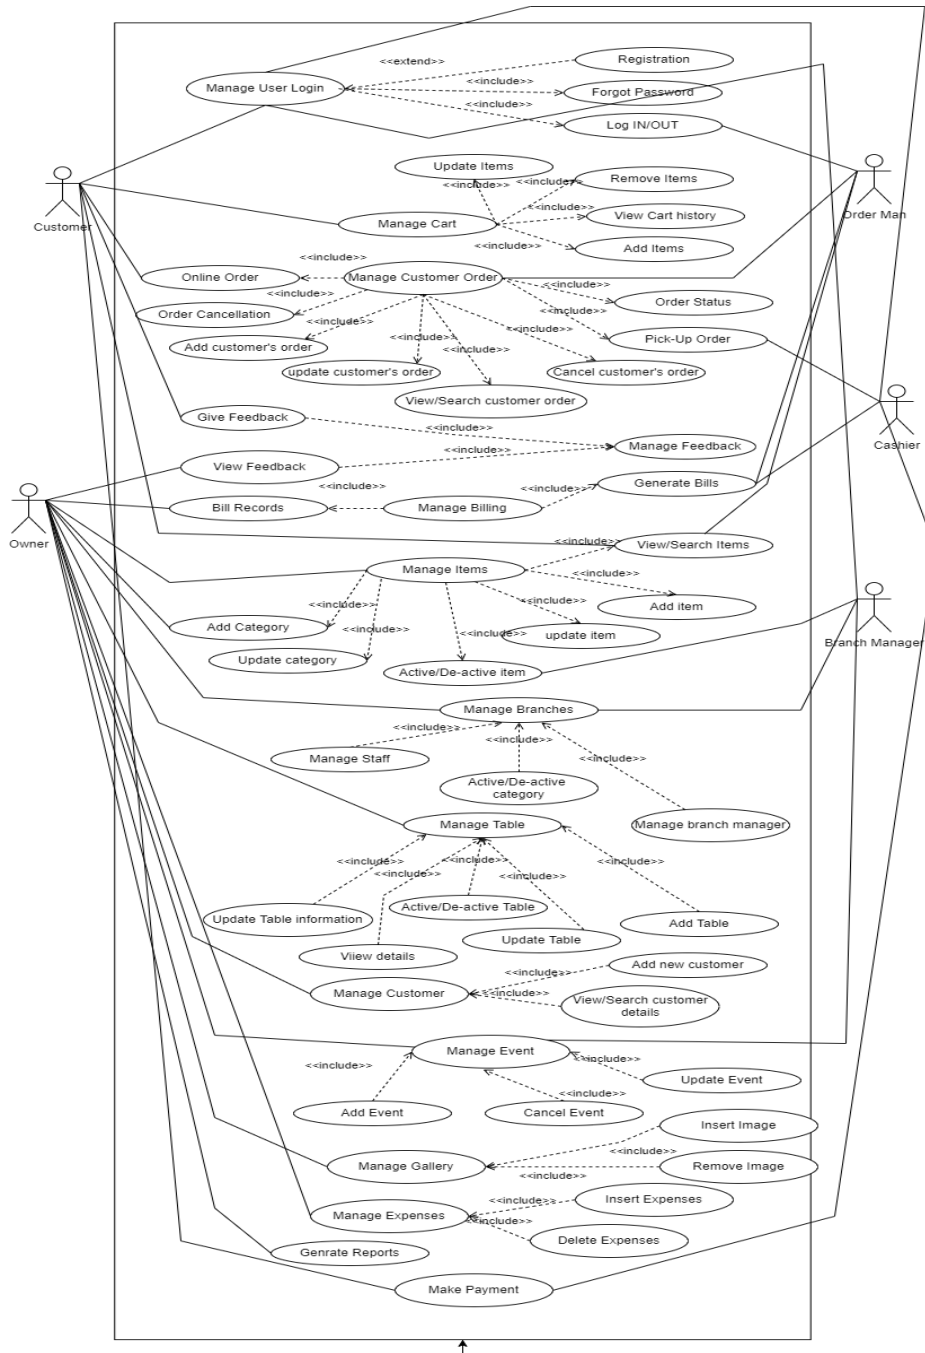 <<extend>>
Registration
Manage User Login
<<include>>
Forgot Password
<<include>>
Log IN/OUT
Update Items
<<include>>
<<include>>
Remove Items
Customer
Order Man
Manage Cart
View Cart history
<<include>>
Add Items
<<include>>
Online Order
Manage Customer Order
<<include>>
<<include>>
Order Status
Order Cancellation
<<include>>
<<include>>
Add customer's order
<<include>>
<<include>>
Pick-Up Order
update customer's order
<<include>>
Cancel customer's order
View/Search customer order
Give Feedback
<<include>>
Manage Feedback
Cashier
View Feedback
<<include>>
<<include>>
<<include>>
Generate Bills
Bill Records
Manage Billing
Owner
<<include>>
View/Search Items
Manage Items
<<include>>
<<include>>
Add item
Add Category
<<include>>
<<include>>
update item
Branch Manager
Update category
Active/De-active item
Manage Branches
<<include>>
<<include>>
<<include>>
Manage Staff
Active/De-active
category
Manage branch manager
Manage Table
<<include>>
<<include>>
<<include>>
<<include>>
<<include>>
Update Table information
Active/De-active Table
Add Table
Update Table
Viiew details
Add new customer
<<include>>
Manage Customer
<<include>>
View/Search customer
details
Manage Event
<<include>>
<<include>>
Update Event
<<include>>
Add Event
Cancel Event
Insert Image
<<include>>
Manage Gallery
Remove Image
<<include>>
<<include>>
Insert Expenses
Manage Expenses
<<include>>
Delete Expenses
Genrate Reports
Make Payment